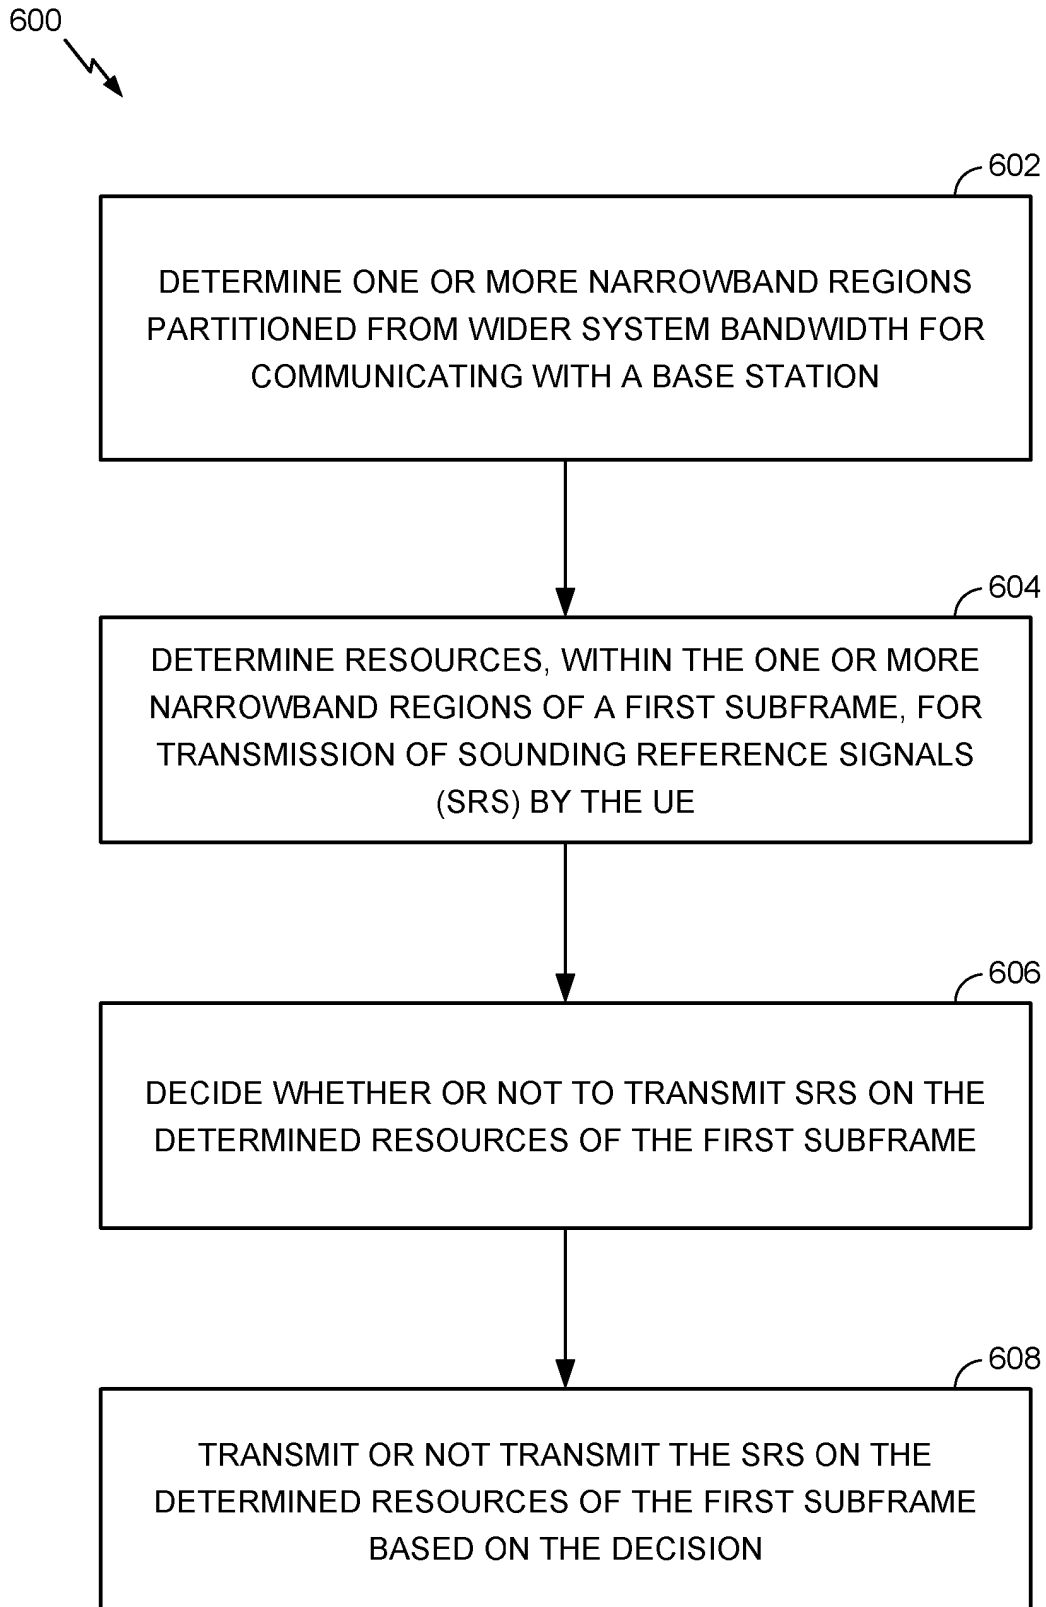 600
602
DETERMINE ONE OR MORE NARROWBAND REGIONS
PARTITIONED FROM WIDER SYSTEM BANDWIDTH FOR
COMMUNICATING WITH A BASE STATION
604
DETERMINE RESOURCES, WITHIN THE ONE OR MORE
NARROWBAND REGIONS OF A FIRST SUBFRAME, FOR
TRANSMISSION OF SOUNDING REFERENCE SIGNALS
(SRS) BY THE UE
606
DECIDE WHETHER OR NOT TO TRANSMIT SRS ON THE
DETERMINED RESOURCES OF THE FIRST SUBFRAME
608
TRANSMIT OR NOT TRANSMIT THE SRS ON THE
DETERMINED RESOURCES OF THE FIRST SUBFRAME
BASED ON THE DECISION